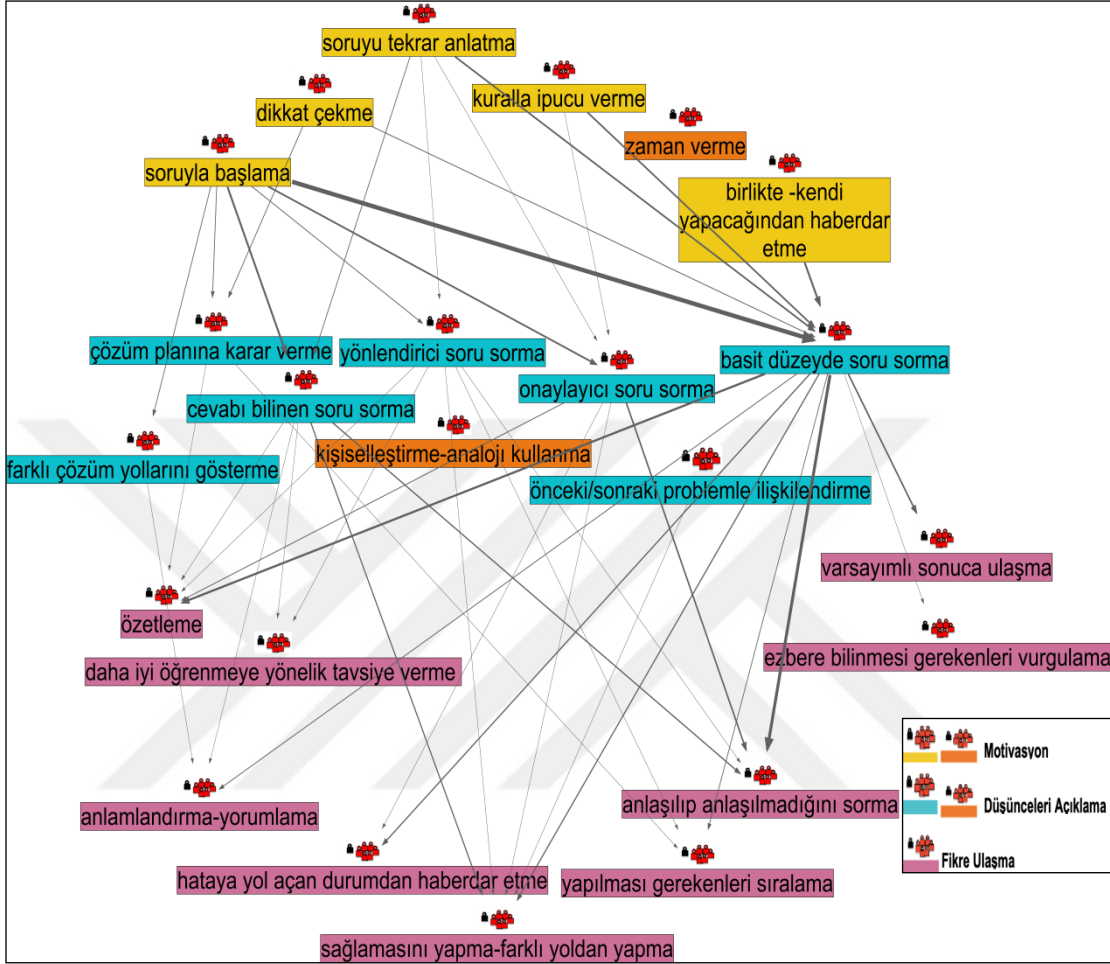 soruyu tekrar anlatma
kuralla ipucu verme
dikkat çekme
zaman verme
soruyla başlama
birlikte -kendi
yapacağından haberdar
etme
çözüm planına karar verme
yönlendirici soru sorma
basit düzeyde soru sorma
onaylayıcı soru sorma
cevabı bilinen soru sorma
kişiselleştirme-analojı kullanma
farklı çözüm yollarını gösterme
önceki/sonraki problemle ilişkilendirme
varsayımlı sonuca ulaşma
özetleme
ezbere bilinmesi gerekenleri vurgulama
daha iyi öğrenmeye yönelik tavsiye verme
Motivasyon
Düşünceleri Açıklama
Fikre Ulaşma
anlaşılıp anlaşılmadığını sorma
anlamlandırma-yorumlama
hataya yol açan durumdan haberdar etme
yapılması gerekenleri sıralama
sağlamasını yapma-farklı yoldan yapma